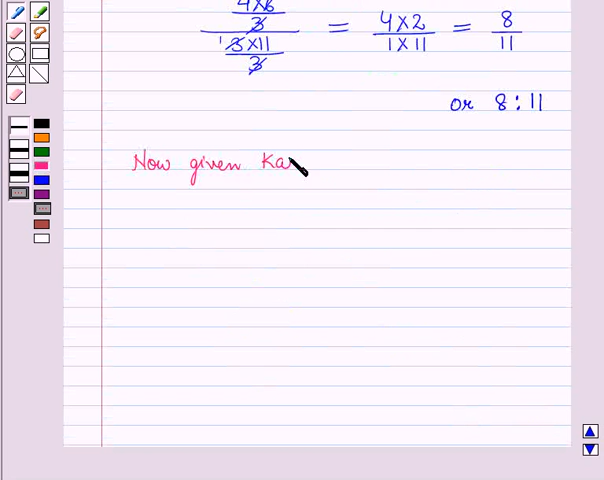 4×6
3
3×11
3
= 4×2 / 1×11 = 8 / 11
or 8 : 11
Now given Ka